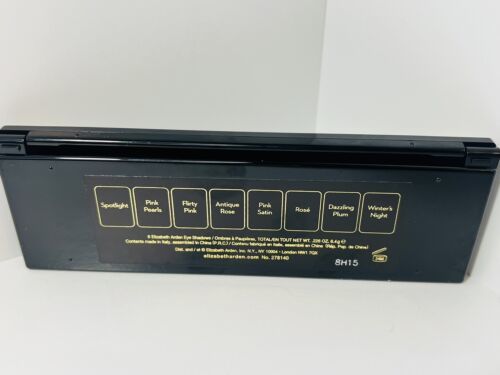 Spotlight
Pink Pearls
Flirty Pink
Antique Rose
Pink Satin
Rosé
Dazzling Plum
Winter's Night
8 Elizabeth Arden Eye Shadows / Ombres à Paupières, TOTAL/EN TOUT NET WT. .226 OZ. 6.4g ℮
Contents made in Italy, assembled in China (P.R.C.) / Contenu fabriqué en Italie, assemblé en Chine (Rép. Pop. de Chine.)
Dist. and / et © Elizabeth Arden, Inc. N.Y., NY 10004 - London NW1 7QX
elizabetharden.com No. 278140
8H15
24M